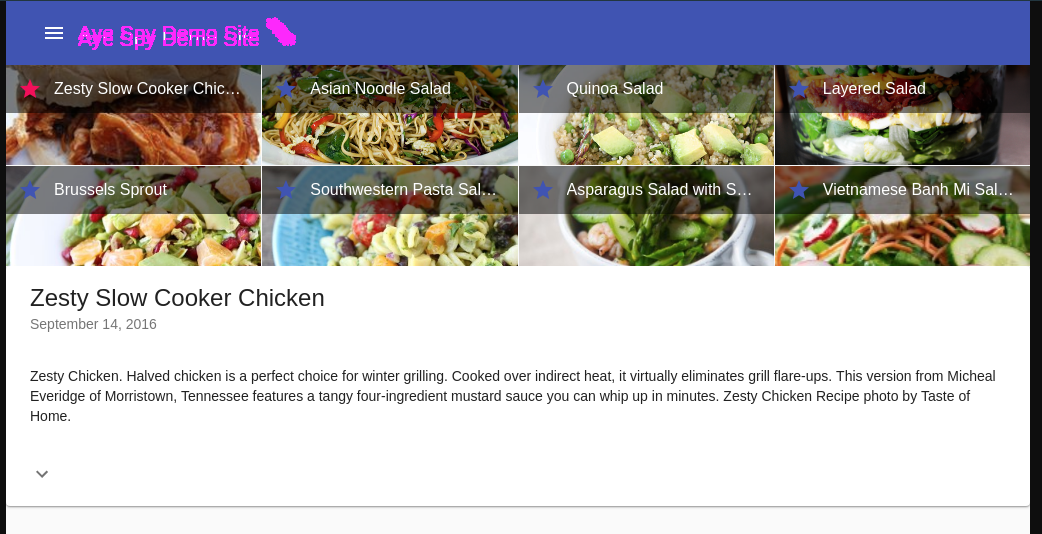 Aye Spy Demo Site
Zesty Slow Cooker Chic…
Asian Noodle Salad
Quinoa Salad
Layered Salad
Brussels Sprout
Southwestern Pasta Sal…
Asparagus Salad with S…
Vietnamese Banh Mi Sal…
Zesty Slow Cooker Chicken
September 14, 2016
Zesty Chicken. Halved chicken is a perfect choice for winter grilling. Cooked over indirect heat, it virtually eliminates grill flare-ups. This version from Micheal
Everidge of Morristown, Tennessee features a tangy four-ingredient mustard sauce you can whip up in minutes. Zesty Chicken Recipe photo by Taste of
Home.